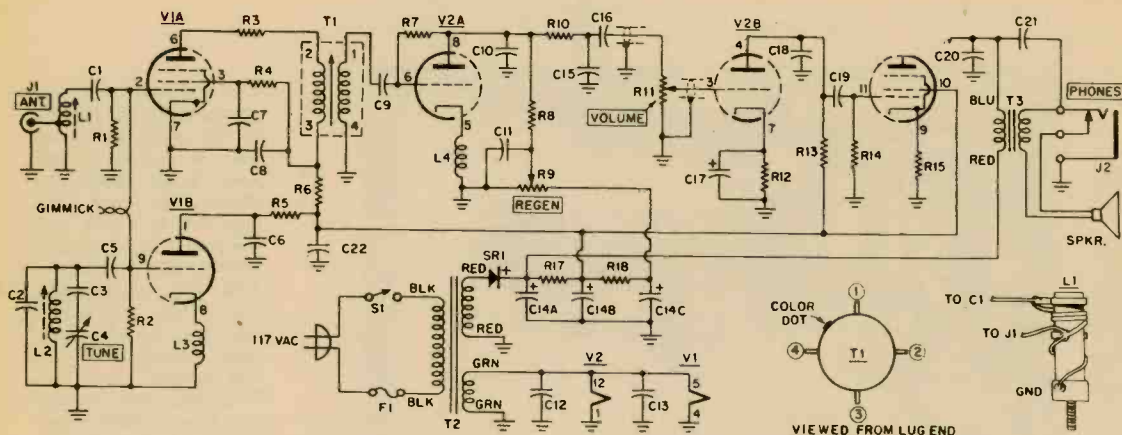 V1A
R3
T1
R7
V2A
R10
C16
V2B
C21
6
2
1
8
C10
4
C18
C20
J1
ANT.
C1
2
3
R4
C9
6
C15
R11
3
C19
11
10
BLU
T3
PHONES
L1
R1
C7
7
C8
3
4
5
L4
C11
R8
VOLUME
7
R13
R14
9
R15
RED
J2
GIMMICK
V1B
R5
R6
R9
REGEN
C17
R12
SPKR.
1
C6
C22
C5
9
SR1
RED
R17
R18
1
L1
C2
C3
R2
8
S1
BLK
C14A
C14B
C14C
COLOR
DOT
TO C1
L2
C4
TUNE
L3
117 VAC
RED
4
T1
2
TO J1
GRN
V2
V1
F1
BLK
12
5
GND
C12
C13
T2
GRN
1
4
3
VIEWED FROM LUG END